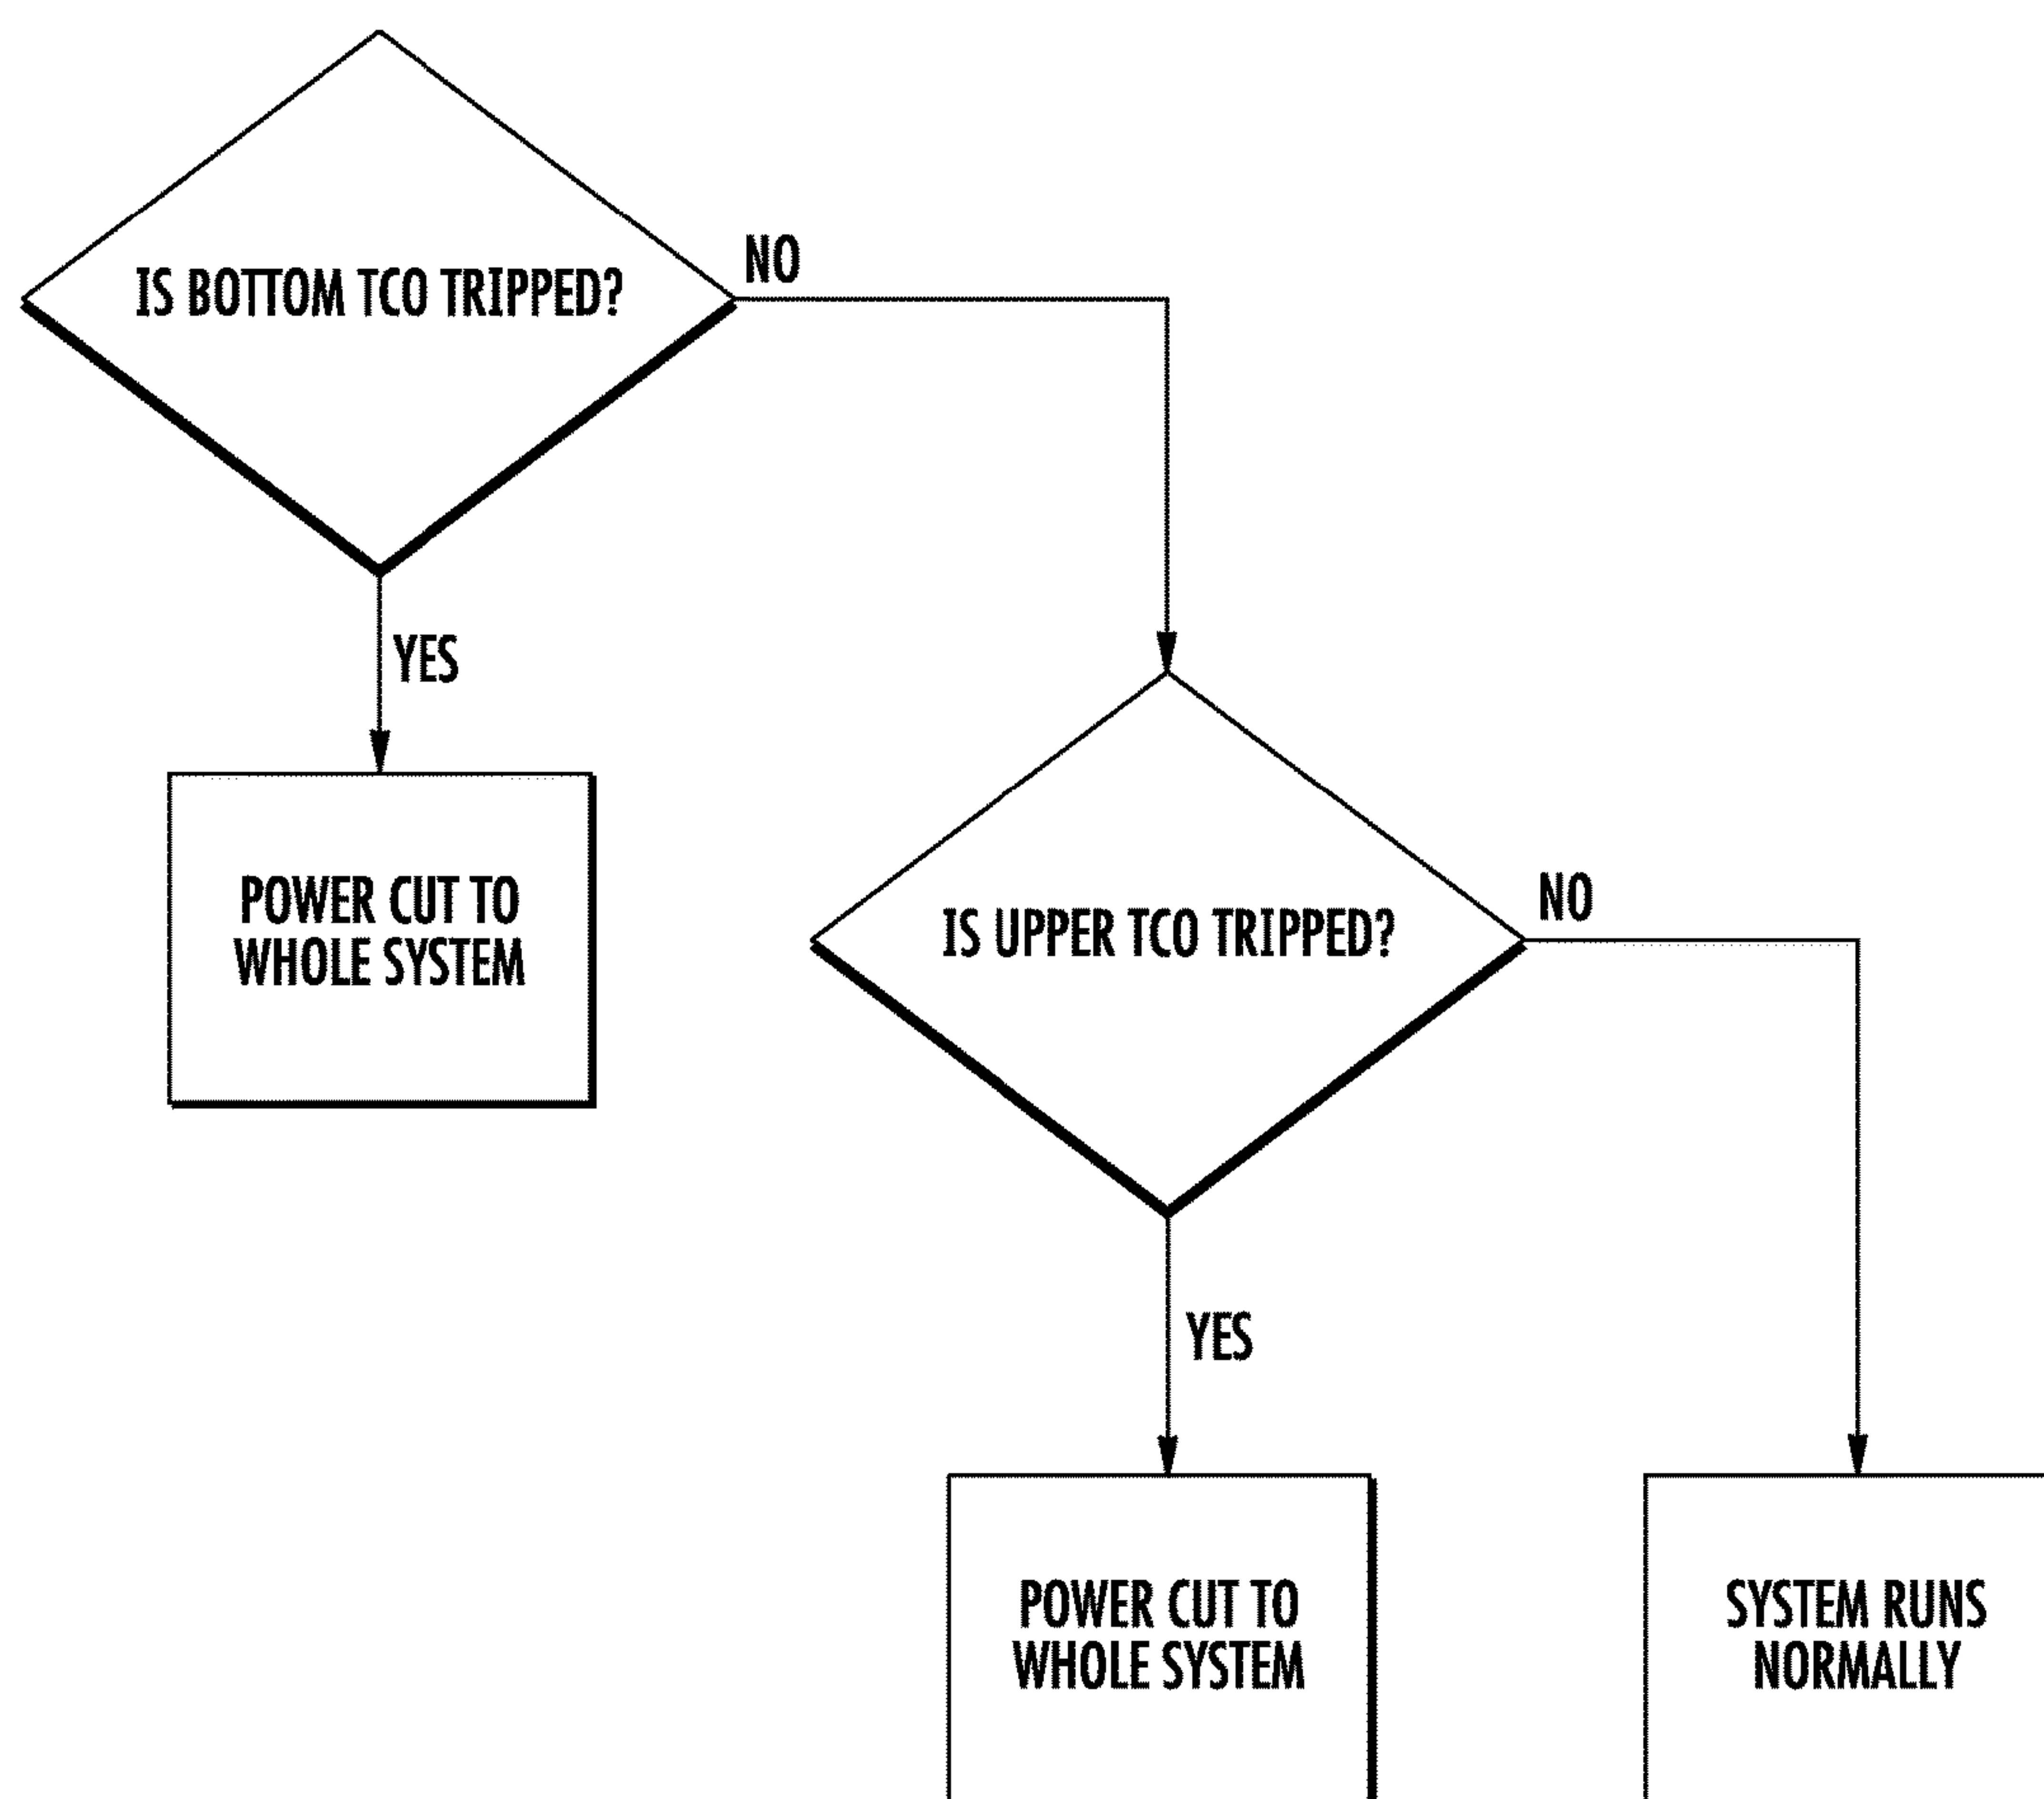 IS BOTTOM TCO TRIPPED?
NO
YES
POWER CUT TO
WHOLE SYSTEM
IS UPPER TCO TRIPPED?
NO
YES
POWER CUT TO
WHOLE SYSTEM
SYSTEM RUNS
NORMALLY